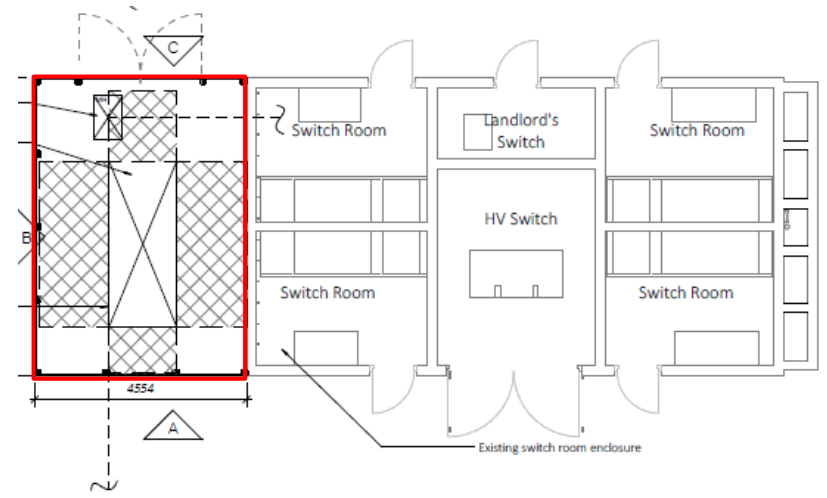 C
Switch Room
Landlord's
Switch
Switch Room
HV Switch
B
Switch Room
Switch Room
4554
A
Existing switch room enclosure